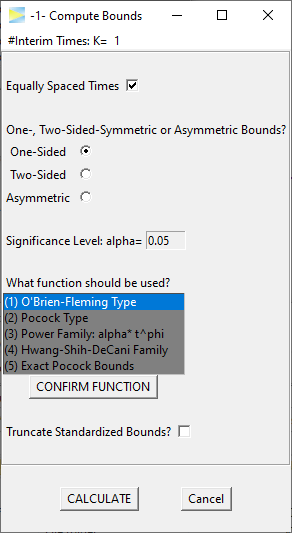 -1- Compute Bounds
#Interim Times: K= 1
Equally Spaced Times
One-, Two-Sided-Symmetric or Asymmetric Bounds?
One-Sided
Two-Sided
Asymmetric
Significance Level: alpha= 0.05
What function should be used?
(1) O'Brien-Fleming Type
(2) Pocock Type
(3) Power Family: alpha* t^phi
(4) Hwang-Shih-DeCani Family
(5) Exact Pocock Bounds
CONFIRM FUNCTION
Truncate Standardized Bounds?
CALCULATE Cancel